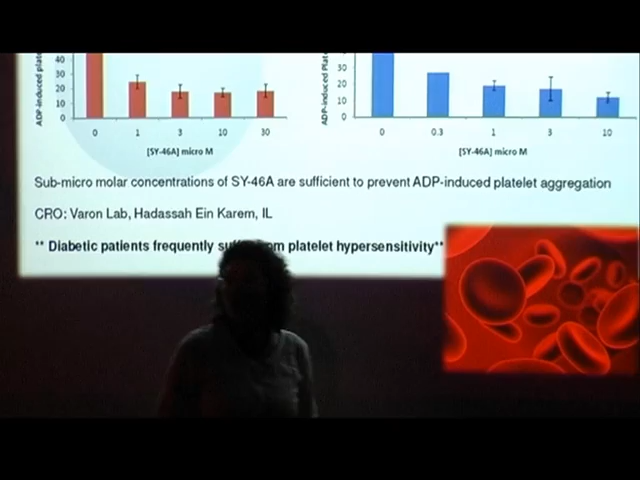 ADP-induced plate
40
30
20
10
0
0 1 3 10 30
[SY-46A] micro M
ADP-induced Plat
30
20
10
0
0 0.3 1 3 10
[SY-46A] micro M
Sub-micro molar concentrations of SY-46A are sufficient to prevent ADP-induced platelet aggregation
CRO: Varon Lab, Hadassah Ein Karem, IL
** Diabetic patients frequently from platelet hypersensitivity**